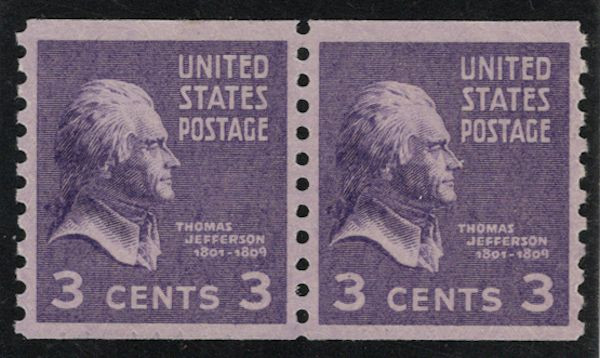 UNITED
STATES
POSTAGE
THOMAS
JEFFERSON
1801-1809
3 CENTS 3
UNITED
STATES
POSTAGE
THOMAS
JEFFERSON
1801-1809
3 CENTS 3